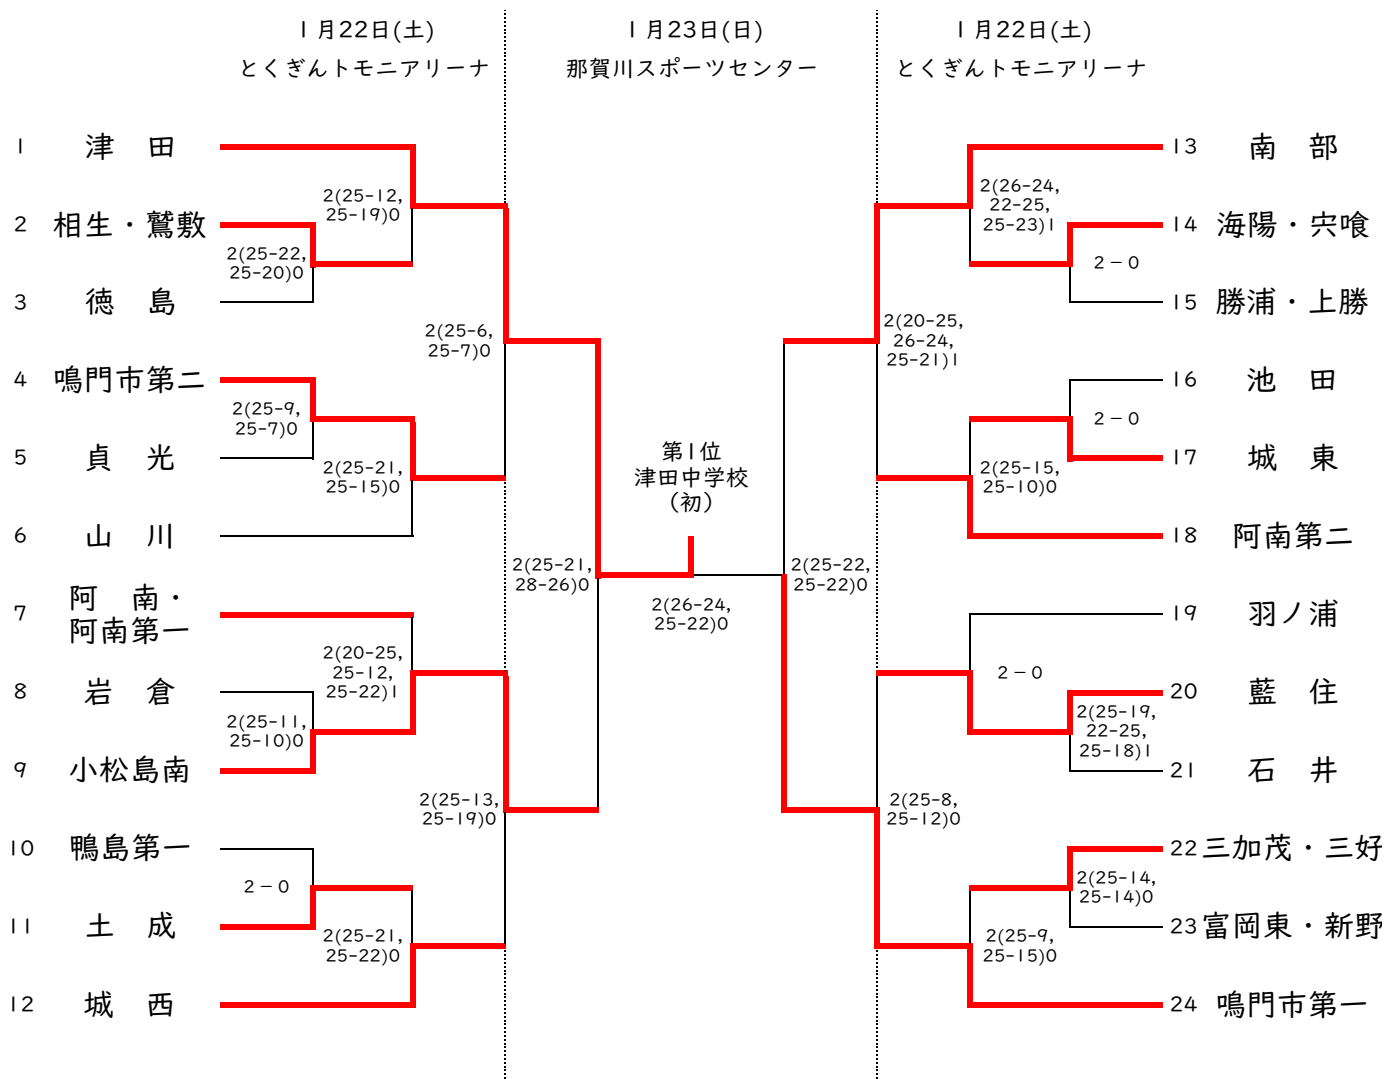 1月22日(土)
とくぎんトモニアリーナ
1月23日(日)
那賀川スポーツセンター
1月22日(土)
とくぎんトモニアリーナ
1 津 田
2 相生・鷲敷
3 徳 島
4 鳴門市第二
5 貞 光
6 山 川
7 阿 南・
阿南第一
8 岩 倉
9 小松島南
10 鴨島第一
11 土 成
12 城 西
2(25-12,
25-19)0
2(25-22,
25-20)0
2(25-9,
25-7)0
2(25-21,
25-15)0
2(20-25,
25-12,
25-22)1
2(25-11,
25-10)0
2-0
2(25-21,
25-22)0
2(25-6,
25-7)0
2(25-13,
25-19)0
2(25-21,
28-26)0
第1位
津田中学校
(初)
2(26-24,
25-22)0
2(25-22,
25-22)0
2(20-25,
26-24,
25-21)1
2(25-8,
25-12)0
2(26-24,
22-25,
25-23)1
2-0
2-0
2(25-15,
25-10)0
2-0
2(25-19,
22-25,
25-18)1
2(25-14,
25-14)0
2(25-9,
25-15)0
13 南 部
14 海陽・宍喰
15 勝浦・上勝
16 池 田
17 城 東
18 阿南第二
19 羽ノ浦
20 藍 住
21 石 井
22 三加茂・三好
23 富岡東・新野
24 鳴門市第一